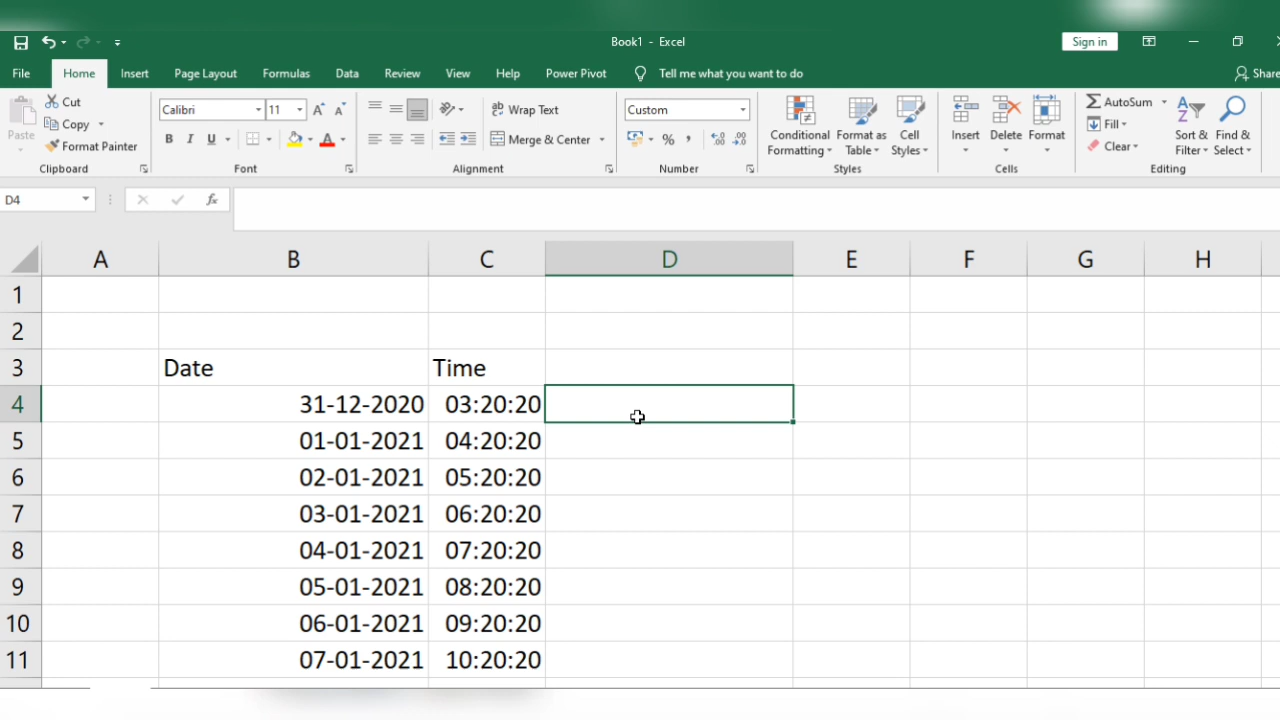 Book1 - Excel
Sign in
File Home Insert Page Layout Formulas Data Review View Help Power Pivot Tell me what you want to do Share
Paste
Cut
Copy
Format Painter
Clipboard
Calibri 11
B I U
Font
Wrap Text
Merge & Center
Alignment
Custom
Number
Conditional Formatting
Format as Table
Cell Styles
Styles
Insert
Delete
Format
Cells
AutoSum
Fill
Clear
Sort & Filter
Find & Select
Editing
D4 fx
A B C D E F G H
1
2
3 Date Time
4 31-12-2020 03:20:20
5 01-01-2021 04:20:20
6 02-01-2021 05:20:20
7 03-01-2021 06:20:20
8 04-01-2021 07:20:20
9 05-01-2021 08:20:20
10 06-01-2021 09:20:20
11 07-01-2021 10:20:20